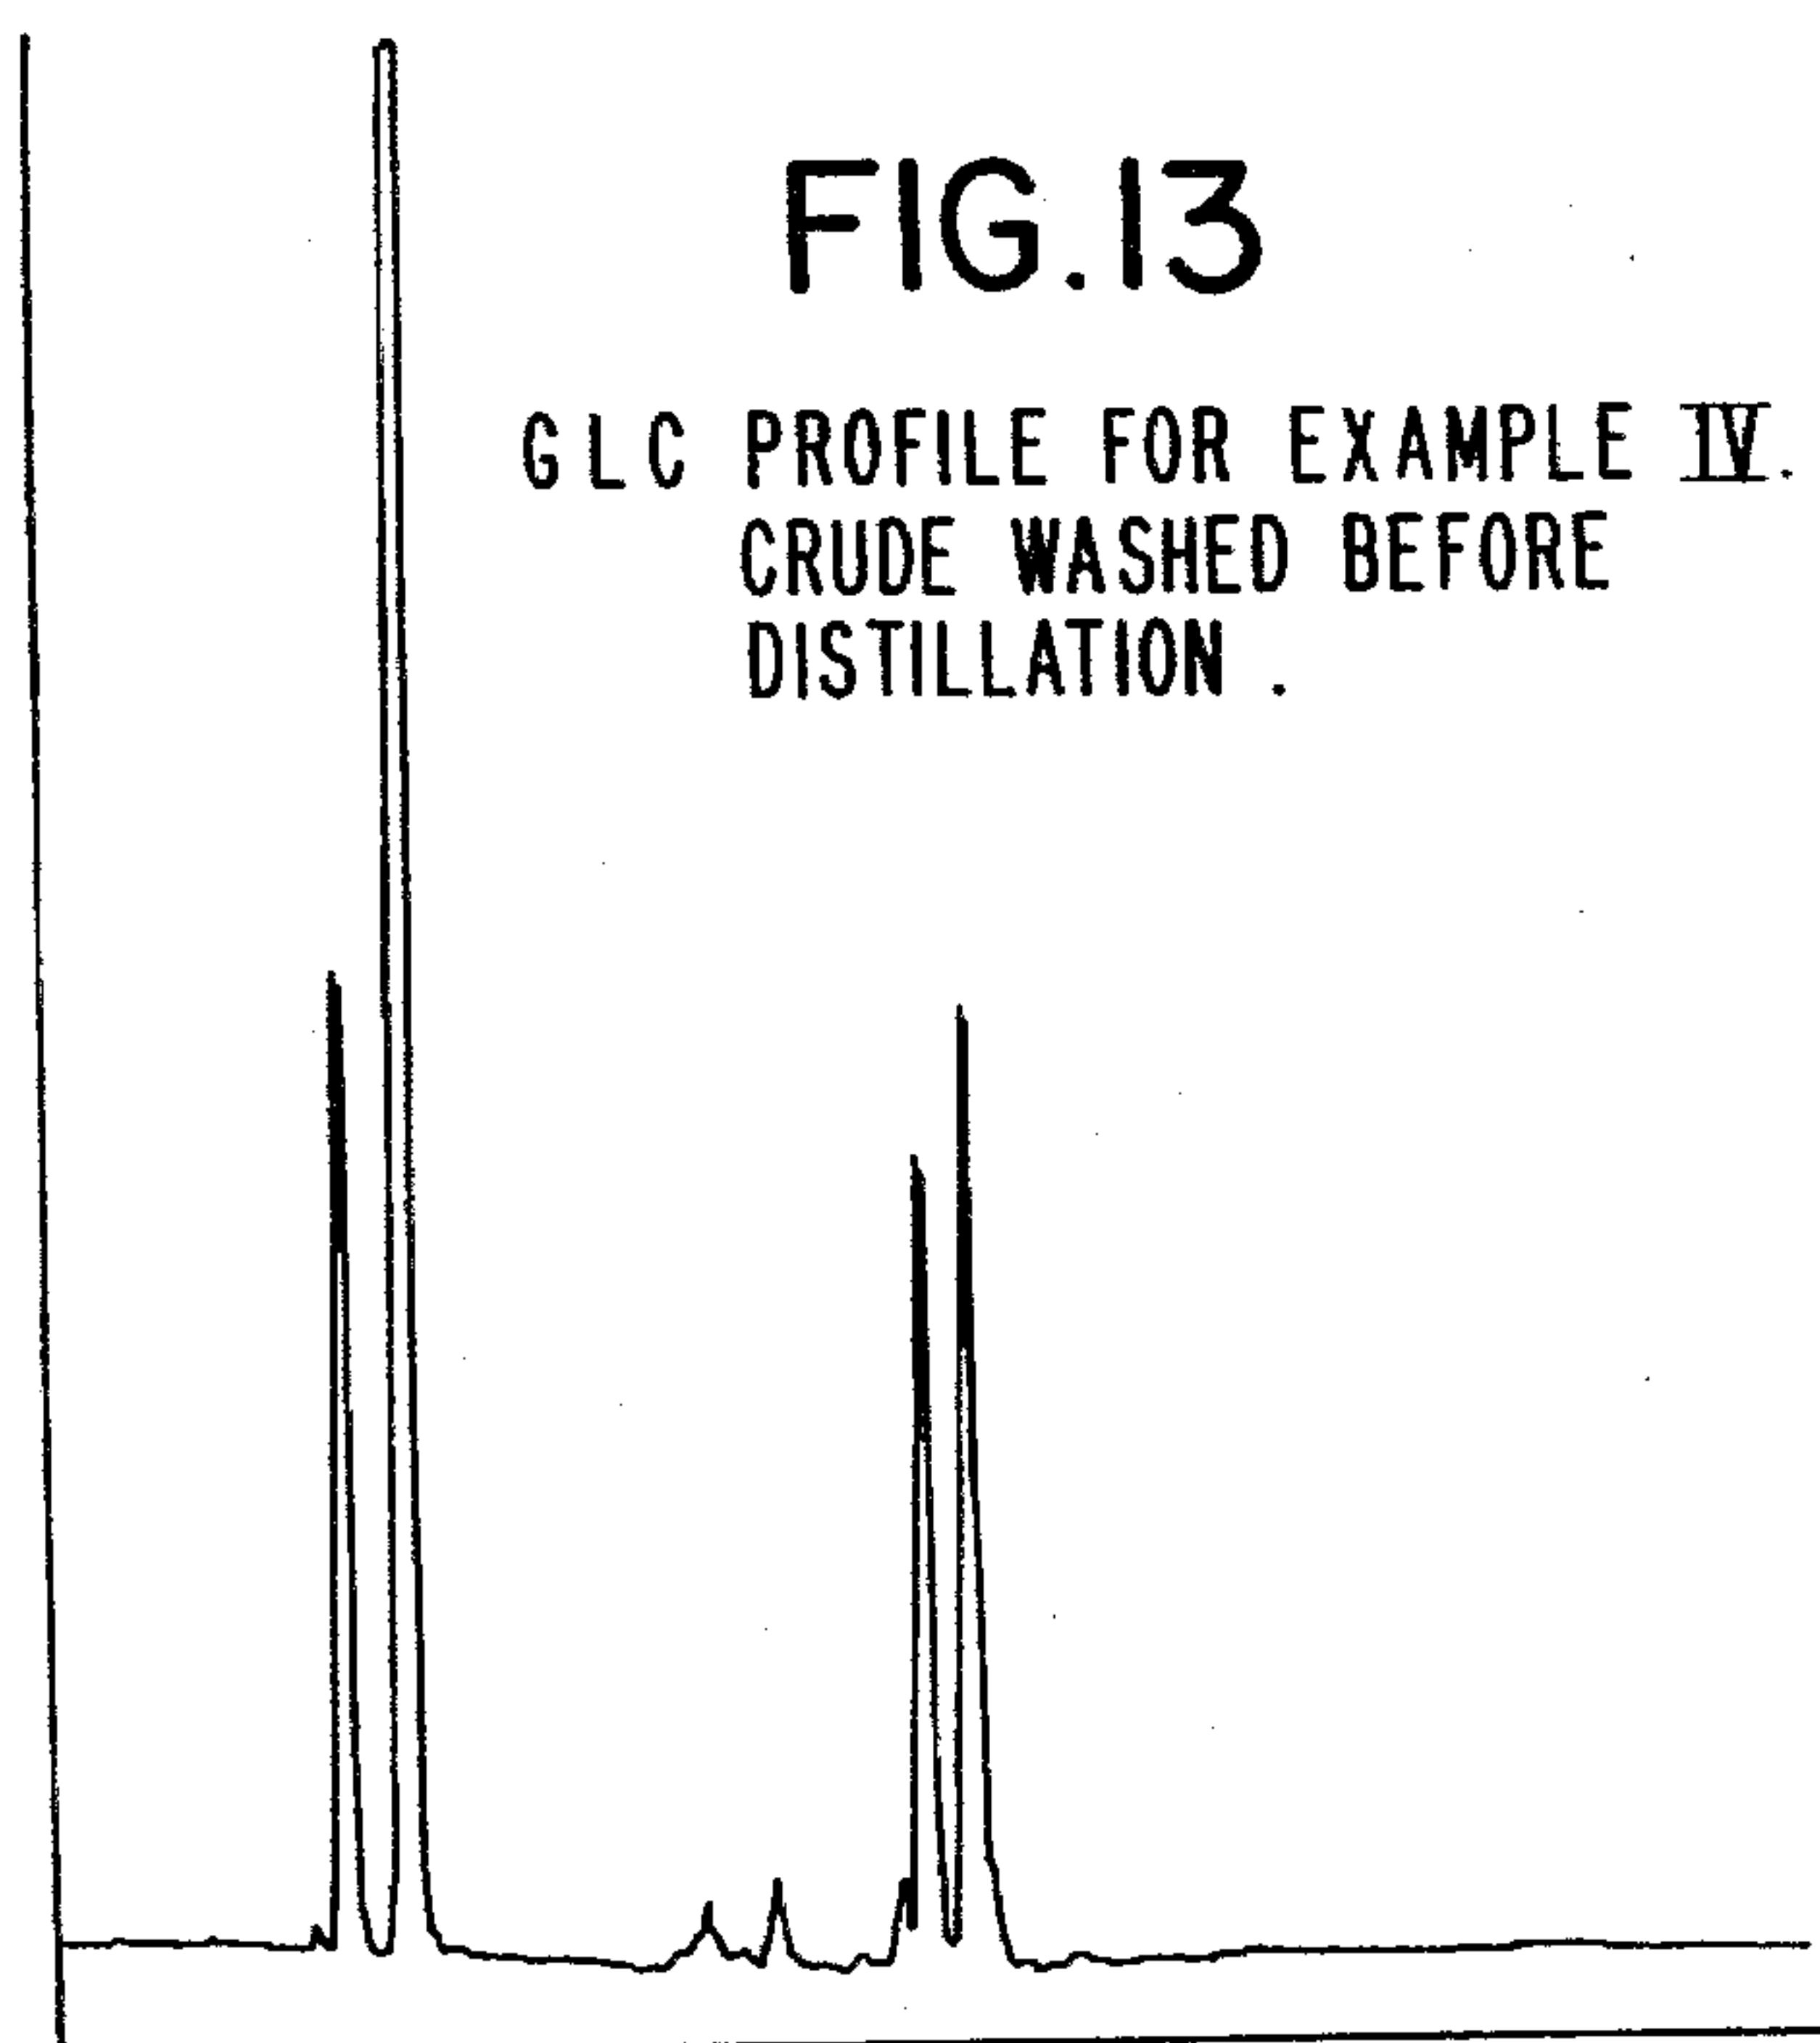 FIG.13
GLC PROFILE FOR EXAMPLE IV.
CRUDE WASHED BEFORE
DISTILLATION .